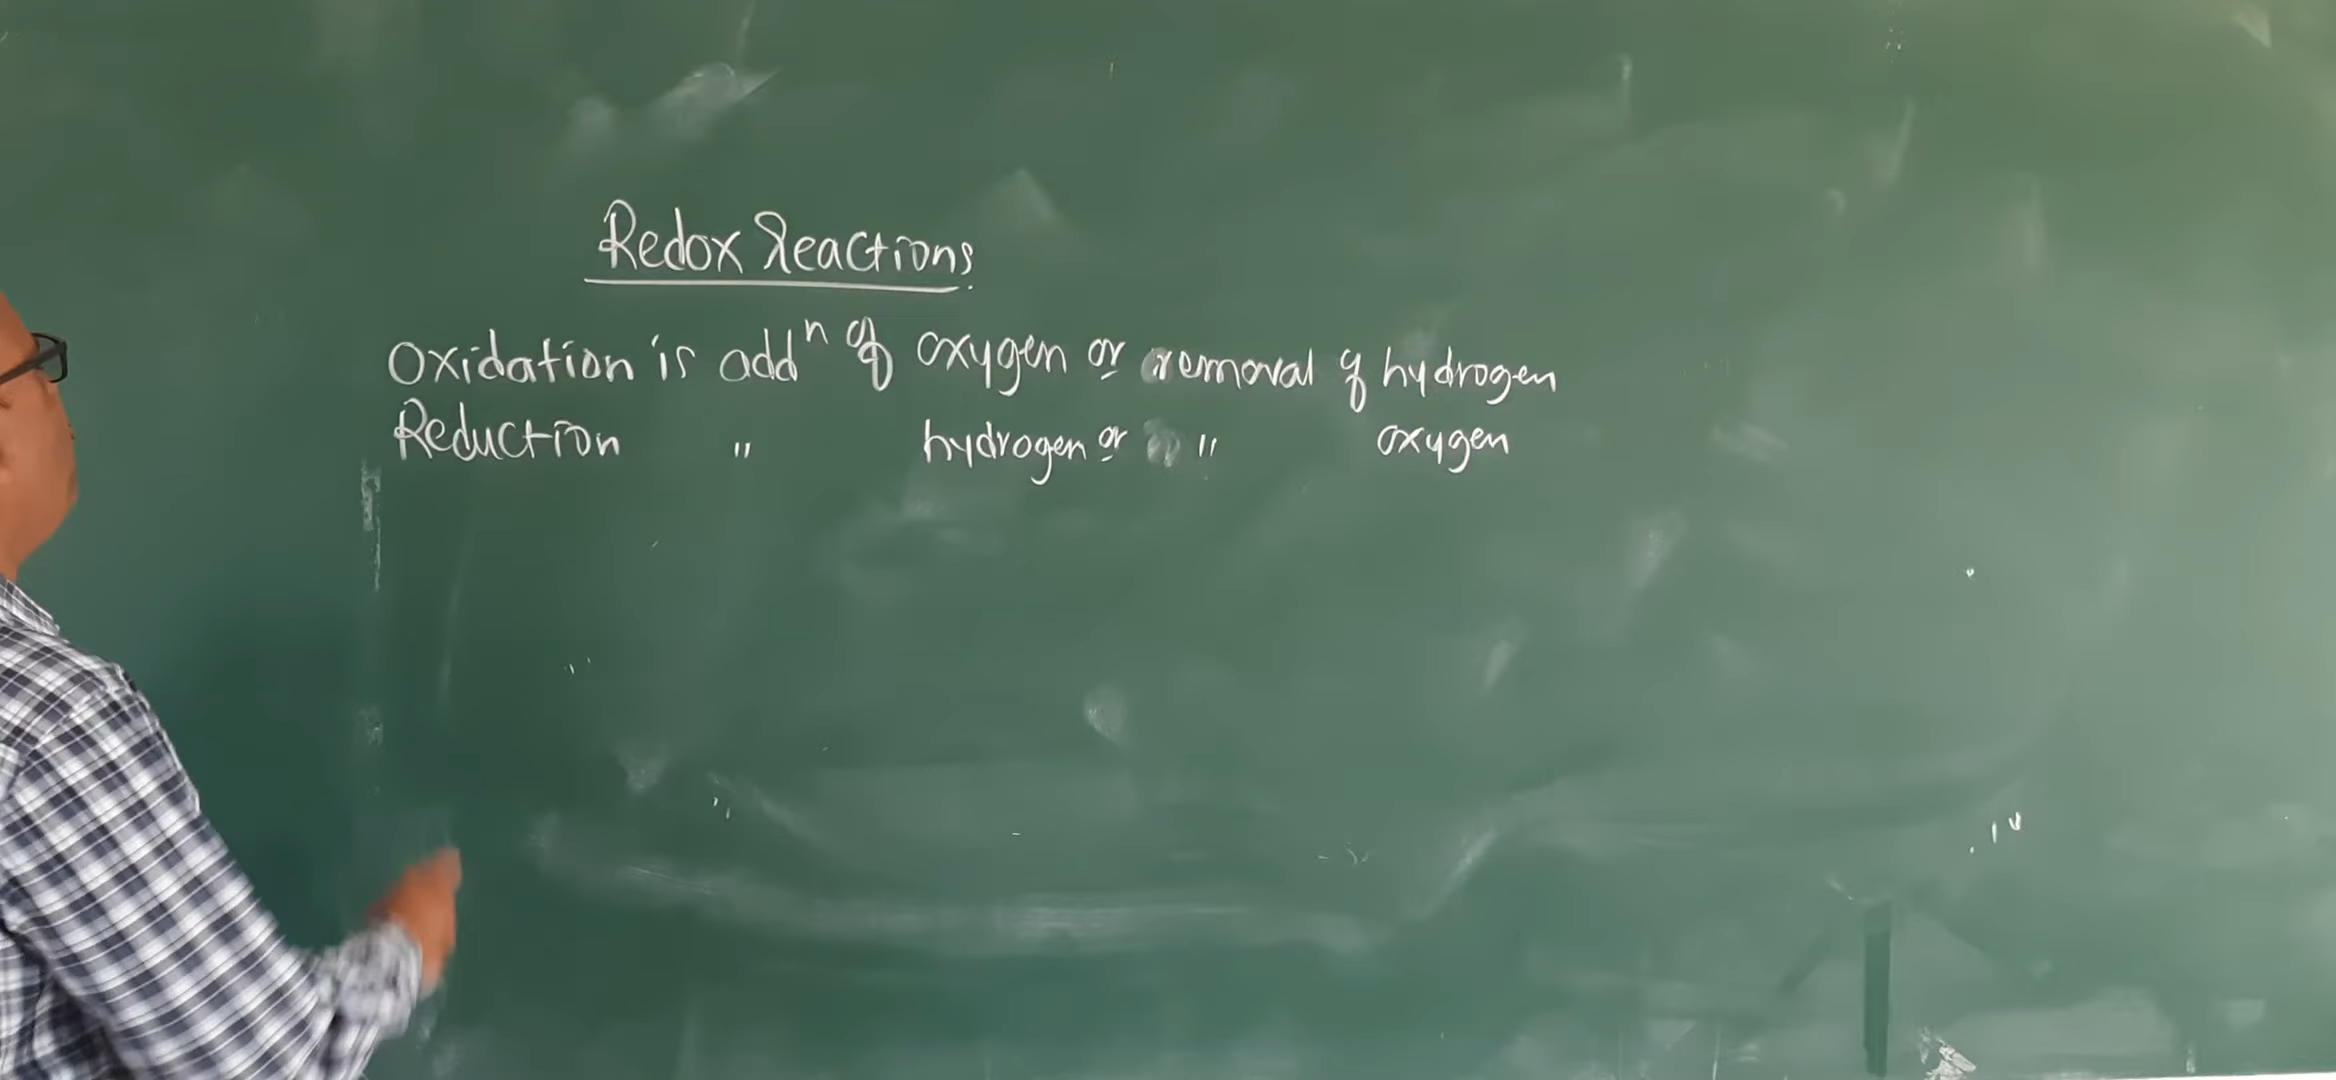 Redox Reactions
Oxidation is addⁿ of oxygen or removal of hydrogen
Reduction " hydrogen or " oxygen